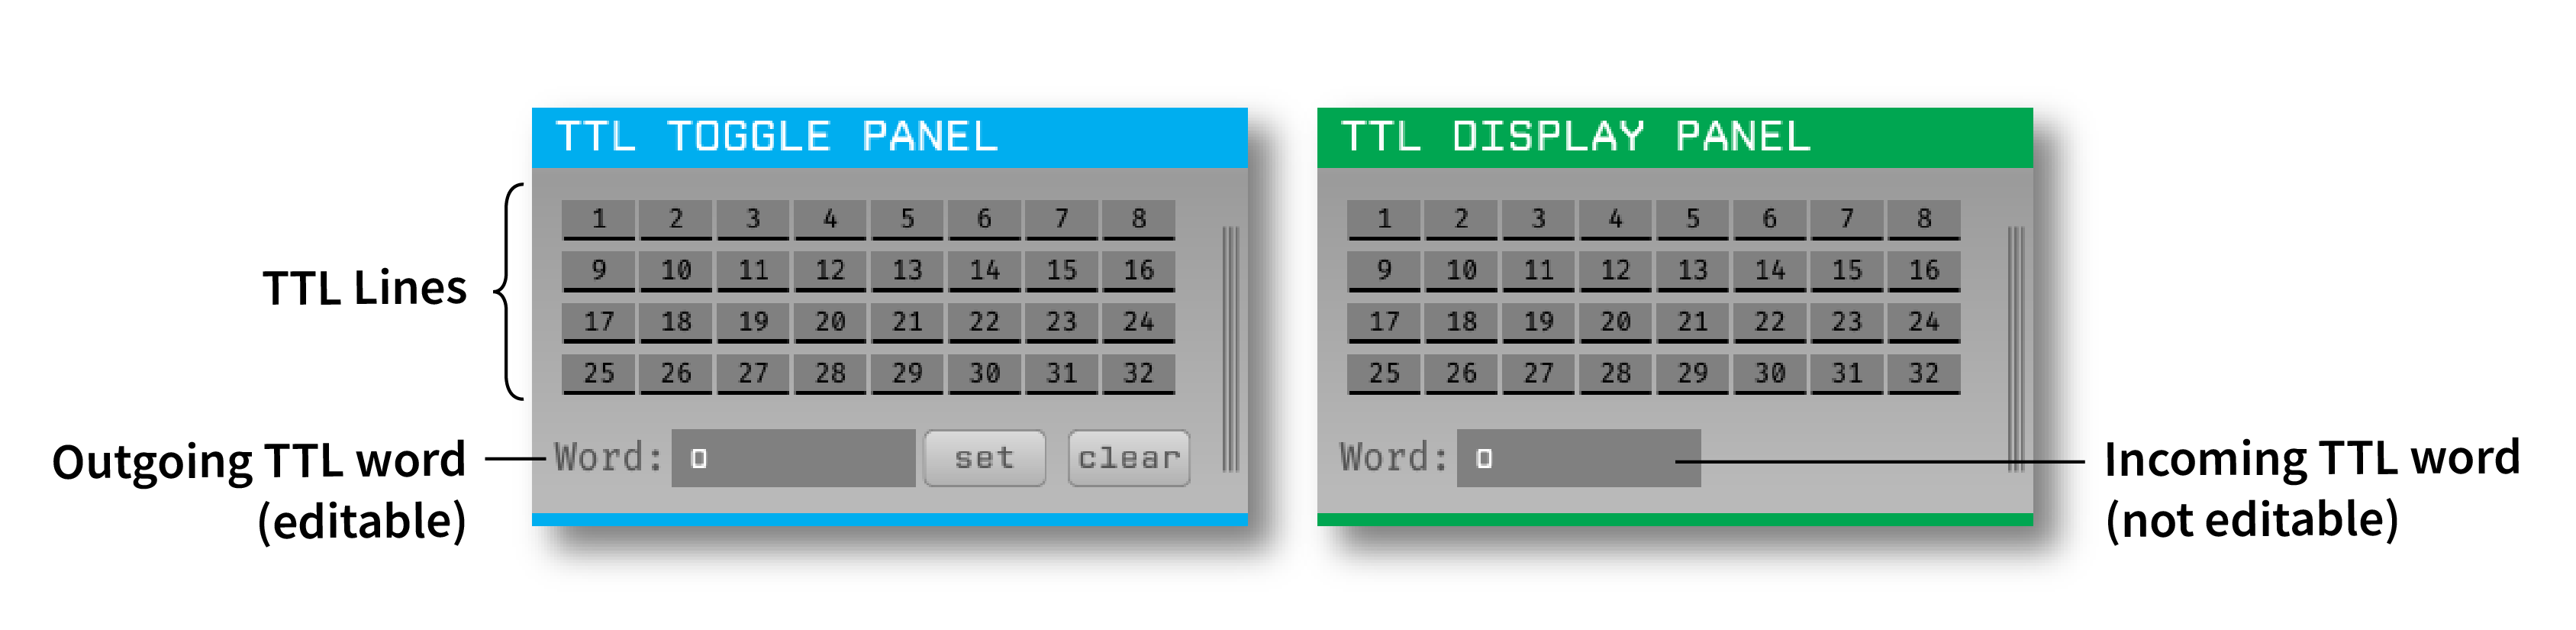 TTL TOGGLE PANEL
1 2 3 4 5 6 7 8
9 10 11 12 13 14 15 16
17 18 19 20 21 22 23 24
25 26 27 28 29 30 31 32
Word: 0 set clear
TTL Lines
Outgoing TTL word
(editable)
TTL DISPLAY PANEL
1 2 3 4 5 6 7 8
9 10 11 12 13 14 15 16
17 18 19 20 21 22 23 24
25 26 27 28 29 30 31 32
Word: 0
Incoming TTL word
(not editable)